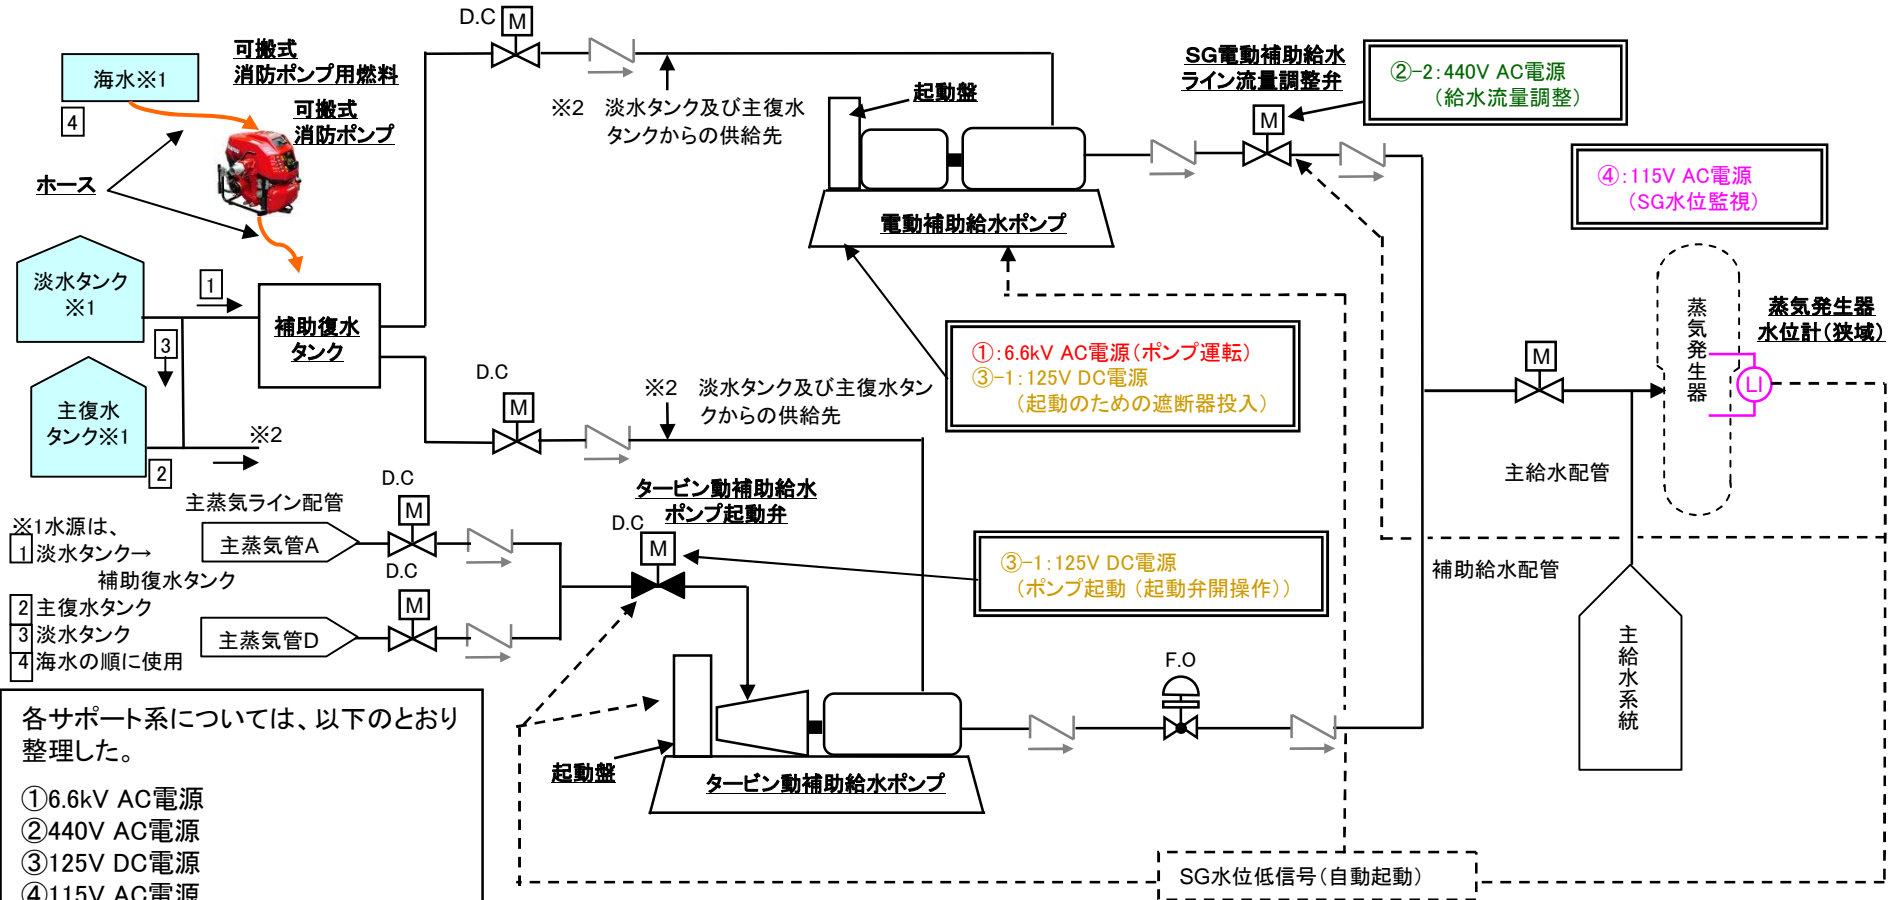 D.C
M
海水※1
4
可搬式
消防ポンプ用燃料
可搬式
消防ポンプ
ホース
※2 淡水タンク及び主復水
タンクからの供給先
起動盤
電動補助給水ポンプ
SG電動補助給水
ライン流量調整弁
M
②-2:440V AC電源
(給水流量調整)
④:115V AC電源
(SG水位監視)
淡水タンク
※1
1
3
補助復水
タンク
主復水
タンク※1
※2
2
D.C
M
※2 淡水タンク及び主復水タン
クからの供給先
①:6.6kV AC電源(ポンプ運転)
③-1:125V DC電源
(起動のための遮断器投入)
M
蒸気発生器
蒸気発生器
水位計(狭域)
LI
主給水配管
補助給水配管
主給水系統
主蒸気ライン配管
主蒸気管A
D.C
M
主蒸気管D
D.C
M
タービン動補助給水
ポンプ起動弁
D.C
M
③-1:125V DC電源
(ポンプ起動(起動弁開操作))
※1水源は、
1 淡水タンク→
補助復水タンク
2 主復水タンク
3 淡水タンク
4 海水の順に使用
F.O
起動盤
タービン動補助給水ポンプ
各サポート系については、以下のとおり
整理した。
①6.6kV AC電源
②440V AC電源
③125V DC電源
④115V AC電源
SG水位低信号(自動起動)